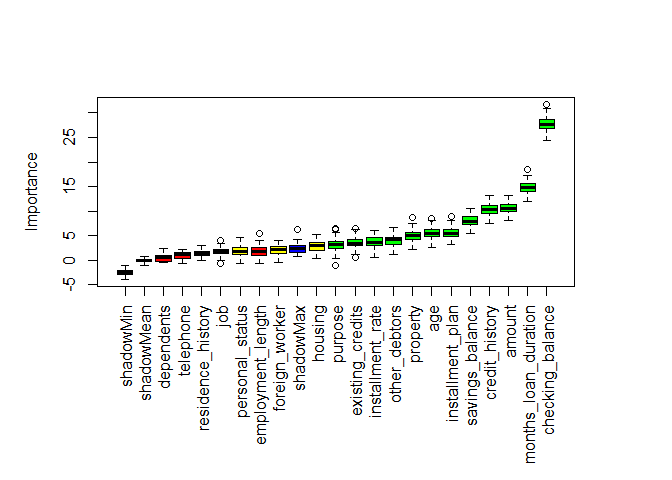 Importance
25
15
5
0
-5
shadowMin
shadowMean
dependents
telephone
residence_history
job
personal_status
employment_length
foreign_worker
shadowMax
housing
purpose
existing_credits
installment_rate
other_debtors
property
age
installment_plan
savings_balance
credit_history
amount
months_loan_duration
checking_balance